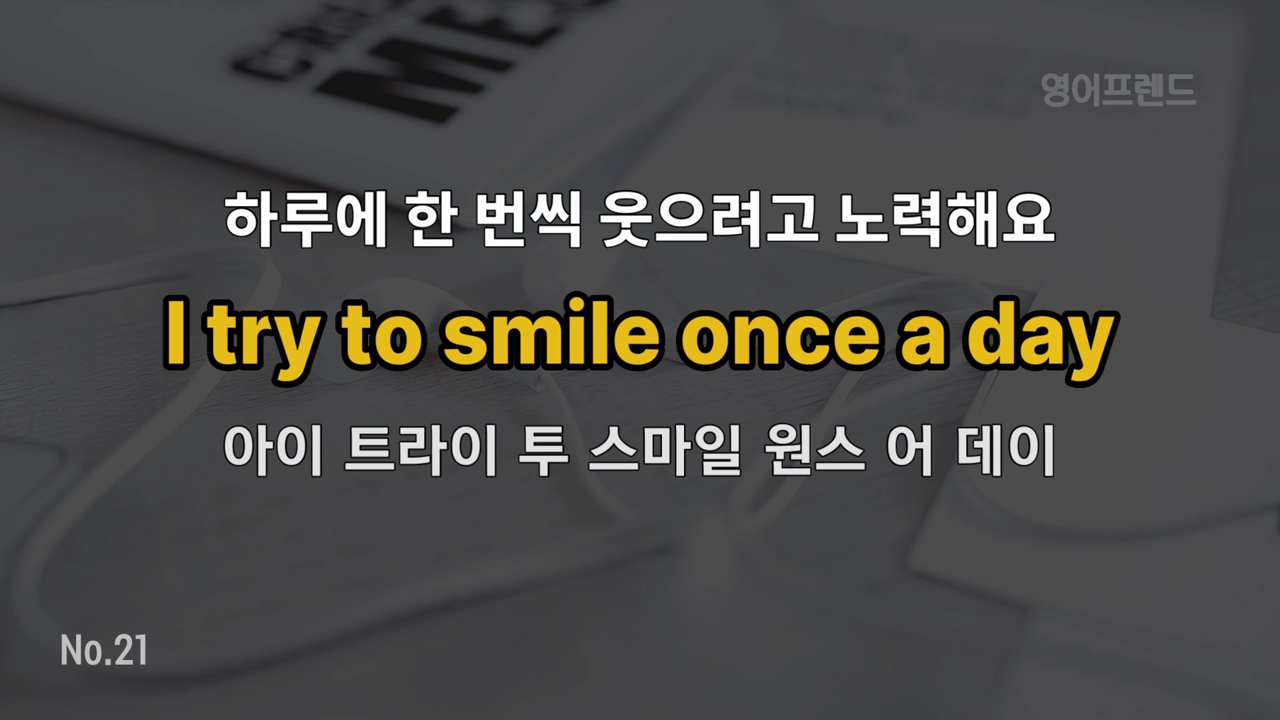 영어프렌드
하루에 한 번씩 웃으려고 노력해요
I try to smile once a day
아이 트라이 투 스마일 원스 어 데이
No.21